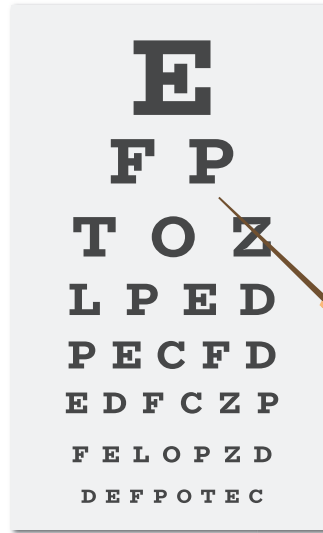 E
F P
T O Z
L P E D
P E C F D
E D F C Z P
F E L O P Z D
D E F P O T E C